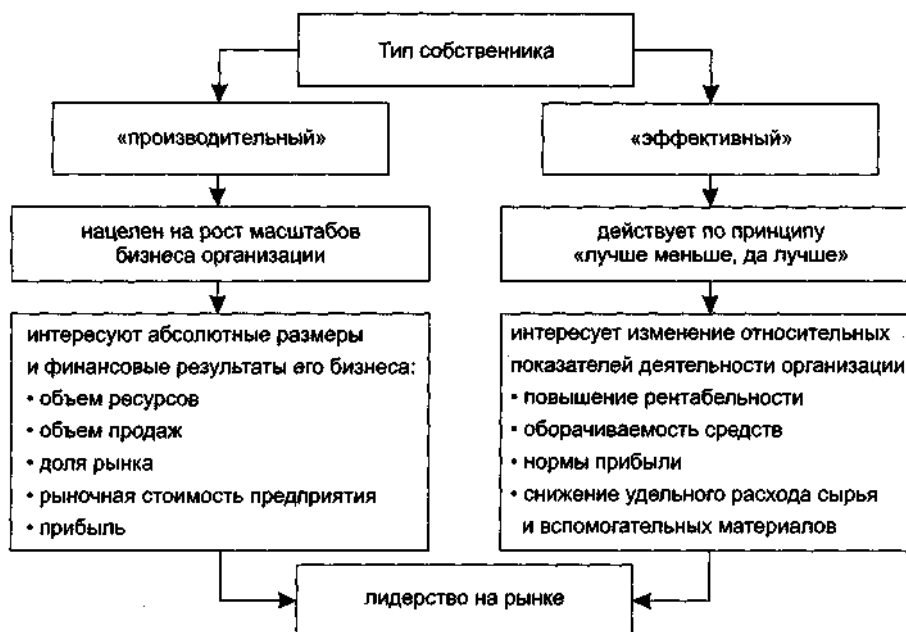 Тип собственника
«производительный»
«эффективный»
нацелен на рост масштабов
бизнеса организации
действует по принципу
«лучше меньше, да лучше»
интересуют абсолютные размеры
и финансовые результаты его бизнеса:
• объем ресурсов
• объем продаж
• доля рынка
• рыночная стоимость предприятия
• прибыль
интересует изменение относительных
показателей деятельности организации
• повышение рентабельности
• оборачиваемость средств
• нормы прибыли
• снижение удельного расхода сырья
и вспомогательных материалов
лидерство на рынке